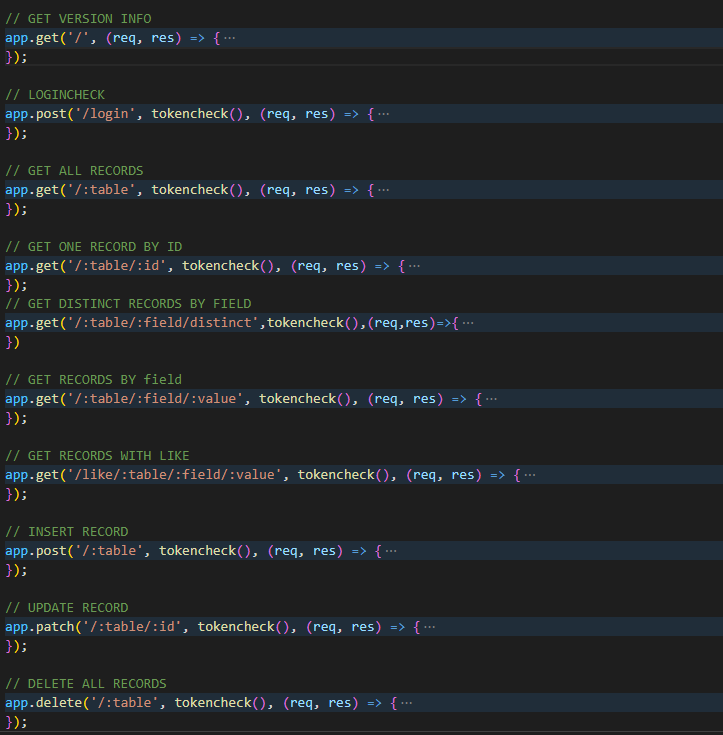 // GET VERSION INFO
app.get('/', (req, res) => { ···
});
// LOGINCHECK
app.post('/login', tokencheck(), (req, res) => { ···
});
// GET ALL RECORDS
app.get('/:table', tokencheck(), (req, res) => { ···
});
// GET ONE RECORD BY ID
app.get('/:table/:id', tokencheck(), (req, res) => { ···
});
// GET DISTINCT RECORDS BY FIELD
app.get('/:table/:field/distinct',tokencheck(),(req,res)=>{ ···
})
// GET RECORDS BY field
app.get('/:table/:field/:value', tokencheck(), (req, res) => { ···
});
// GET RECORDS WITH LIKE
app.get('/like/:table/:field/:value', tokencheck(), (req, res) => { ···
});
// INSERT RECORD
app.post('/:table', tokencheck(), (req, res) => { ···
});
// UPDATE RECORD
app.patch('/:table/:id', tokencheck(), (req, res) => { ···
});
// DELETE ALL RECORDS
app.delete('/:table', tokencheck(), (req, res) => { ···
});